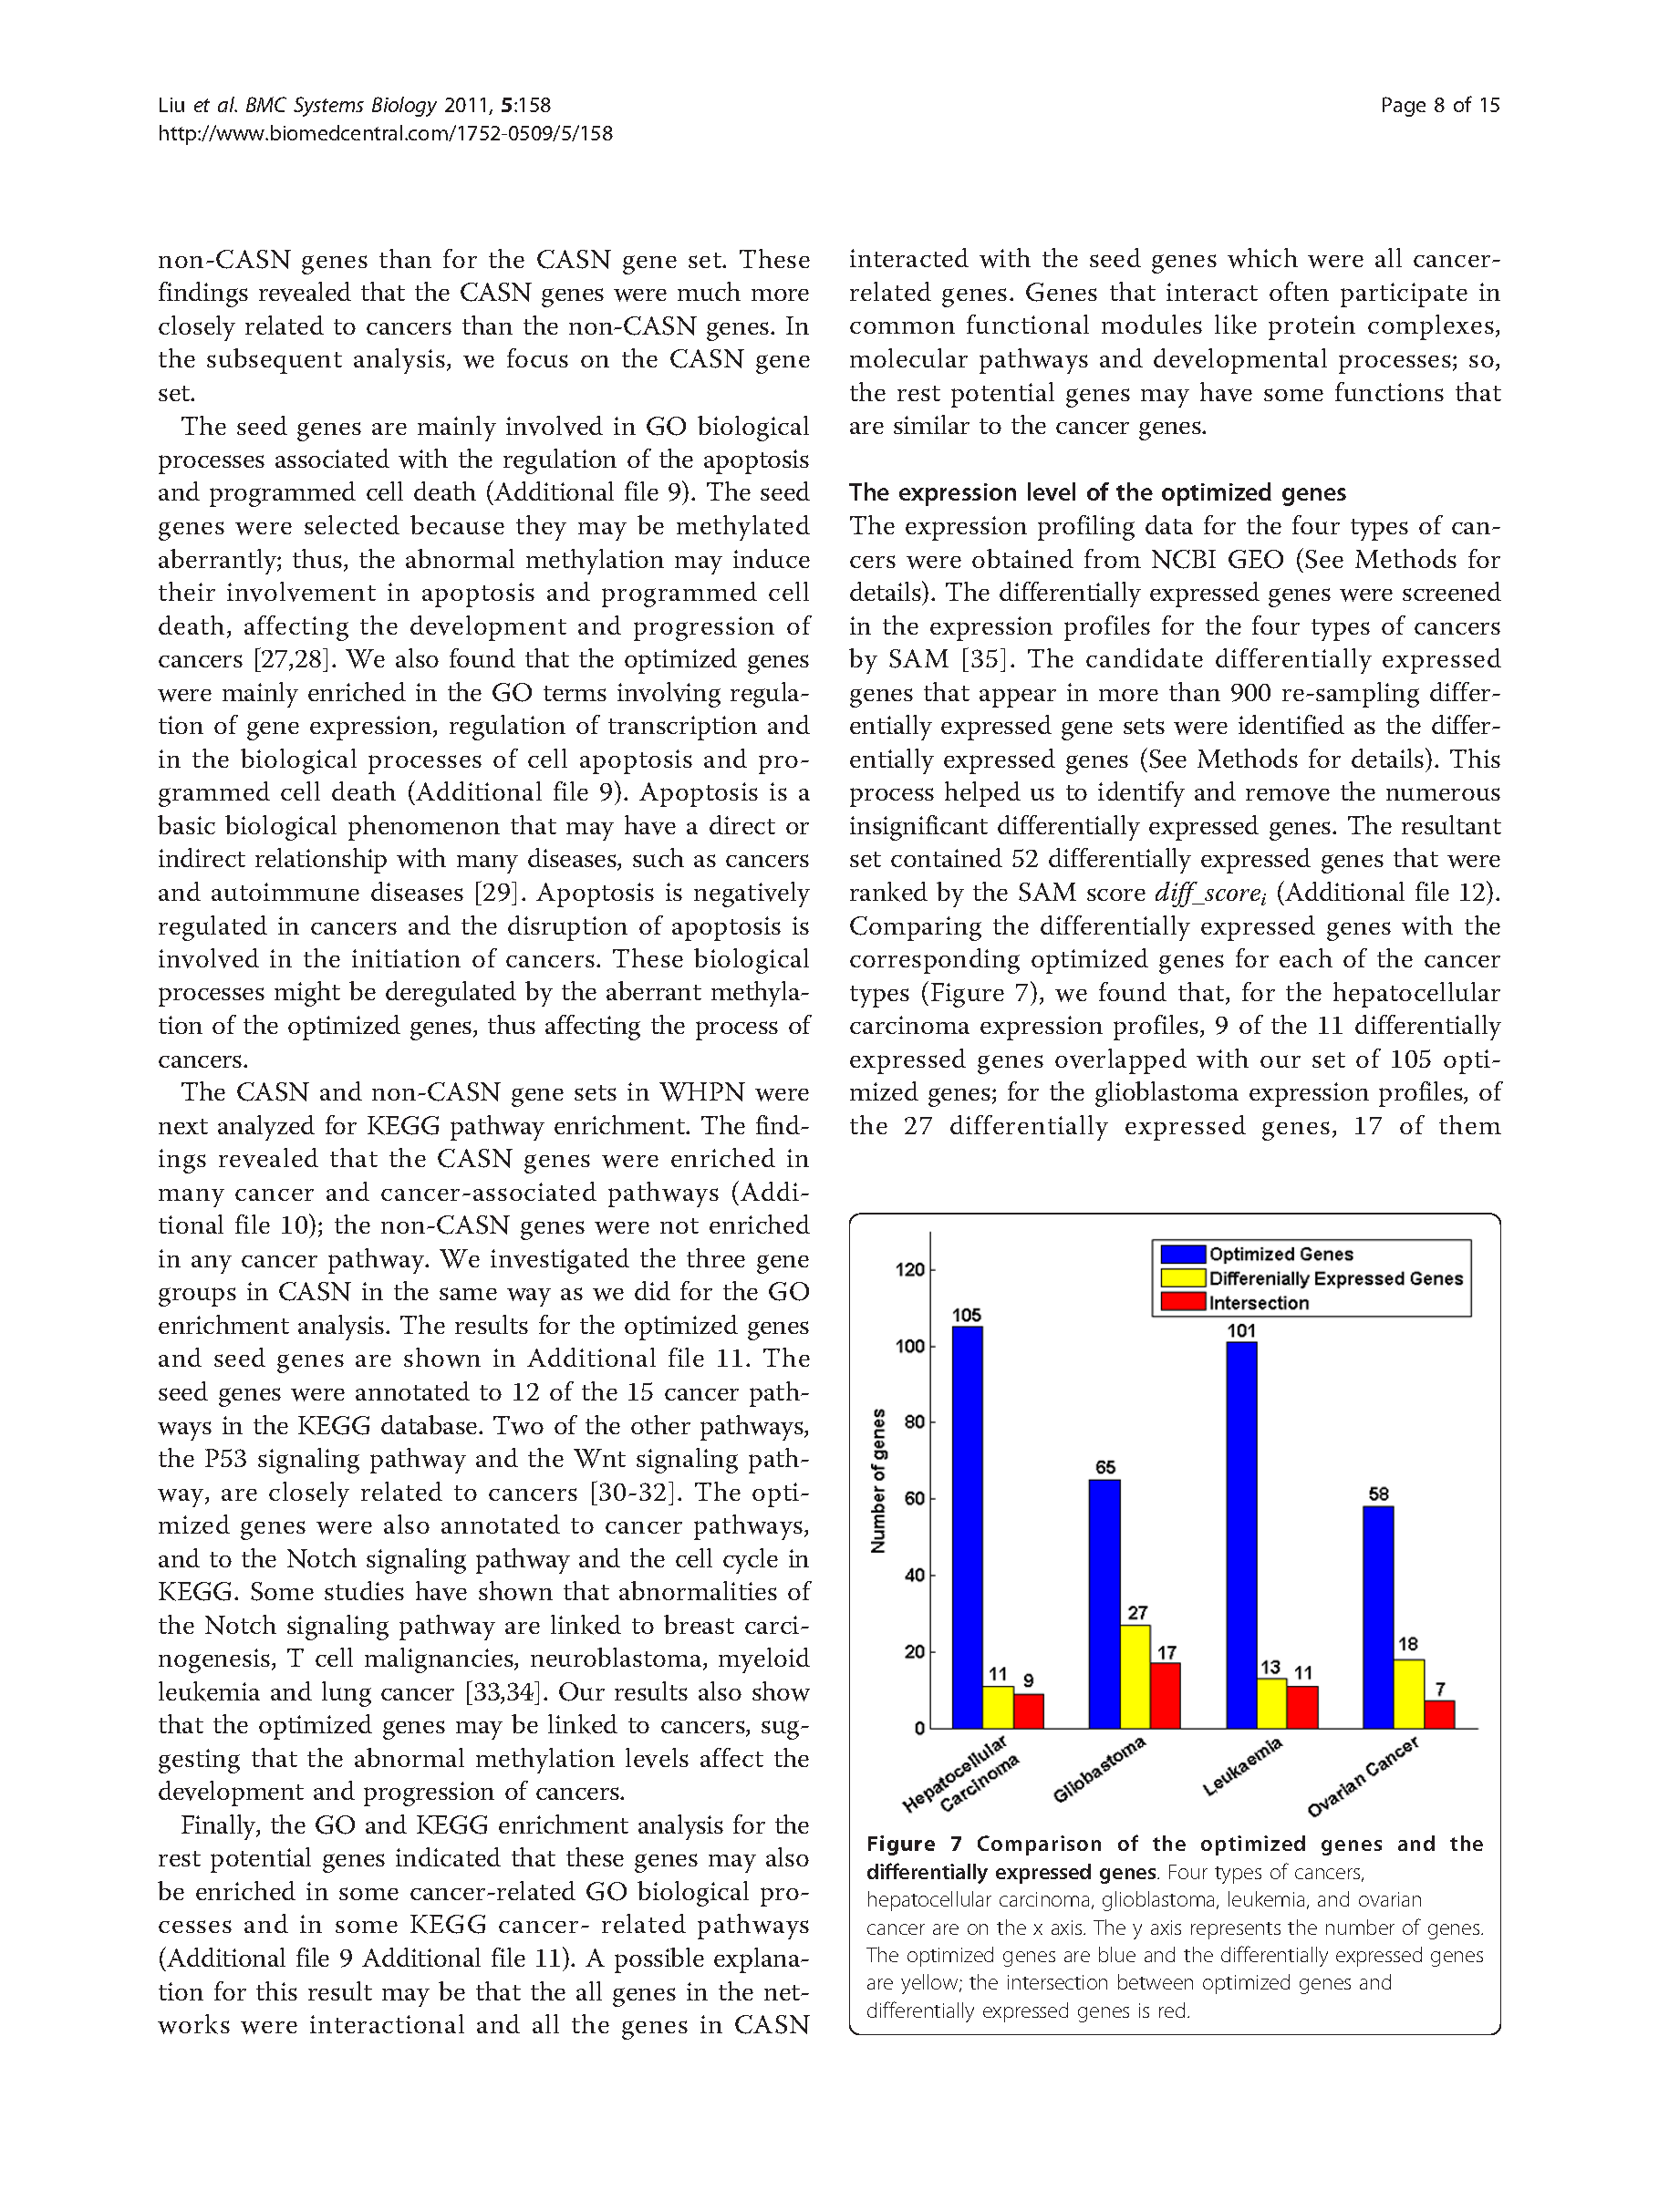 Liu et al. BMC Systems Biology 2011, 5:158
http://www.biomedcentral.com/1752-0509/5/158
Page 8 of 15
non-CASN genes than for the CASN gene set. These
findings revealed that the CASN genes were much more
closely related to cancers than the non-CASN genes. In
the subsequent analysis, we focus on the CASN gene
set.
The seed genes are mainly involved in GO biological
processes associated with the regulation of the apoptosis
and programmed cell death (Additional file 9). The seed
genes were selected because they may be methylated
aberrantly; thus, the abnormal methylation may induce
their involvement in apoptosis and programmed cell
death, affecting the development and progression of
cancers [27,28]. We also found that the optimized genes
were mainly enriched in the GO terms involving regula-
tion of gene expression, regulation of transcription and
in the biological processes of cell apoptosis and pro-
grammed cell death (Additional file 9). Apoptosis is a
basic biological phenomenon that may have a direct or
indirect relationship with many diseases, such as cancers
and autoimmune diseases [29]. Apoptosis is negatively
regulated in cancers and the disruption of apoptosis is
involved in the initiation of cancers. These biological
processes might be deregulated by the aberrant methyla-
tion of the optimized genes, thus affecting the process of
cancers.
The CASN and non-CASN gene sets in WHPN were
next analyzed for KEGG pathway enrichment. The find-
ings revealed that the CASN genes were enriched in
many cancer and cancer-associated pathways (Addi-
tional file 10); the non-CASN genes were not enriched
in any cancer pathway. We investigated the three gene
groups in CASN in the same way as we did for the GO
enrichment analysis. The results for the optimized genes
and seed genes are shown in Additional file 11. The
seed genes were annotated to 12 of the 15 cancer path-
ways in the KEGG database. Two of the other pathways,
the P53 signaling pathway and the Wnt signaling path-
way, are closely related to cancers [30-32]. The opti-
mized genes were also annotated to cancer pathways,
and to the Notch signaling pathway and the cell cycle in
KEGG. Some studies have shown that abnormalities of
the Notch signaling pathway are linked to breast carci-
nogenesis, T cell malignancies, neuroblastoma, myeloid
leukemia and lung cancer [33,34]. Our results also show
that the optimized genes may be linked to cancers, sug-
gesting that the abnormal methylation levels affect the
development and progression of cancers.
Finally, the GO and KEGG enrichment analysis for the
rest potential genes indicated that these genes may also
be enriched in some cancer-related GO biological pro-
cesses and in some KEGG cancer- related pathways
(Additional file 9 Additional file 11). A possible explana-
tion for this result may be that the all genes in the net-
works were interactional and all the genes in CASN
interacted with the seed genes which were all cancer-
related genes. Genes that interact often participate in
common functional modules like protein complexes,
molecular pathways and developmental processes; so,
the rest potential genes may have some functions that
are similar to the cancer genes.
The expression level of the optimized genes
The expression profiling data for the four types of can-
cers were obtained from NCBI GEO (See Methods for
details). The differentially expressed genes were screened
in the expression profiles for the four types of cancers
by SAM [35]. The candidate differentially expressed
genes that appear in more than 900 re-sampling differ-
entially expressed gene sets were identified as the differ-
entially expressed genes (See Methods for details). This
process helped us to identify and remove the numerous
insignificant differentially expressed genes. The resultant
set contained 52 differentially expressed genes that were
ranked by the SAM score diff_scorei (Additional file 12).
Comparing the differentially expressed genes with the
corresponding optimized genes for each of the cancer
types (Figure 7), we found that, for the hepatocellular
carcinoma expression profiles, 9 of the 11 differentially
expressed genes overlapped with our set of 105 opti-
mized genes; for the glioblastoma expression profiles, of
the 27 differentially expressed genes, 17 of them
Optimized Genes
Differenially Expressed Genes
Intersection
Number of genes
120
100
80
60
40
20
0
105
11
9
65
27
17
101
13
11
58
18
7
Hepatocellular
Carcinoma
Gliobastoma
Leukaemia
Ovarian Cancer
Figure 7 Comparison of the optimized genes and the
differentially expressed genes. Four types of cancers,
hepatocellular carcinoma, glioblastoma, leukemia, and ovarian
cancer are on the x axis. The y axis represents the number of genes.
The optimized genes are blue and the differentially expressed genes
are yellow; the intersection between optimized genes and
differentially expressed genes is red.